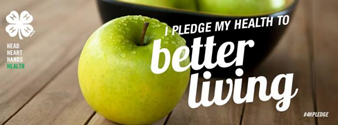 I PLEDGE MY HEALTH TO
better
living
HEAD
HEART
HANDS
HEALTH
#4HPLEDGE